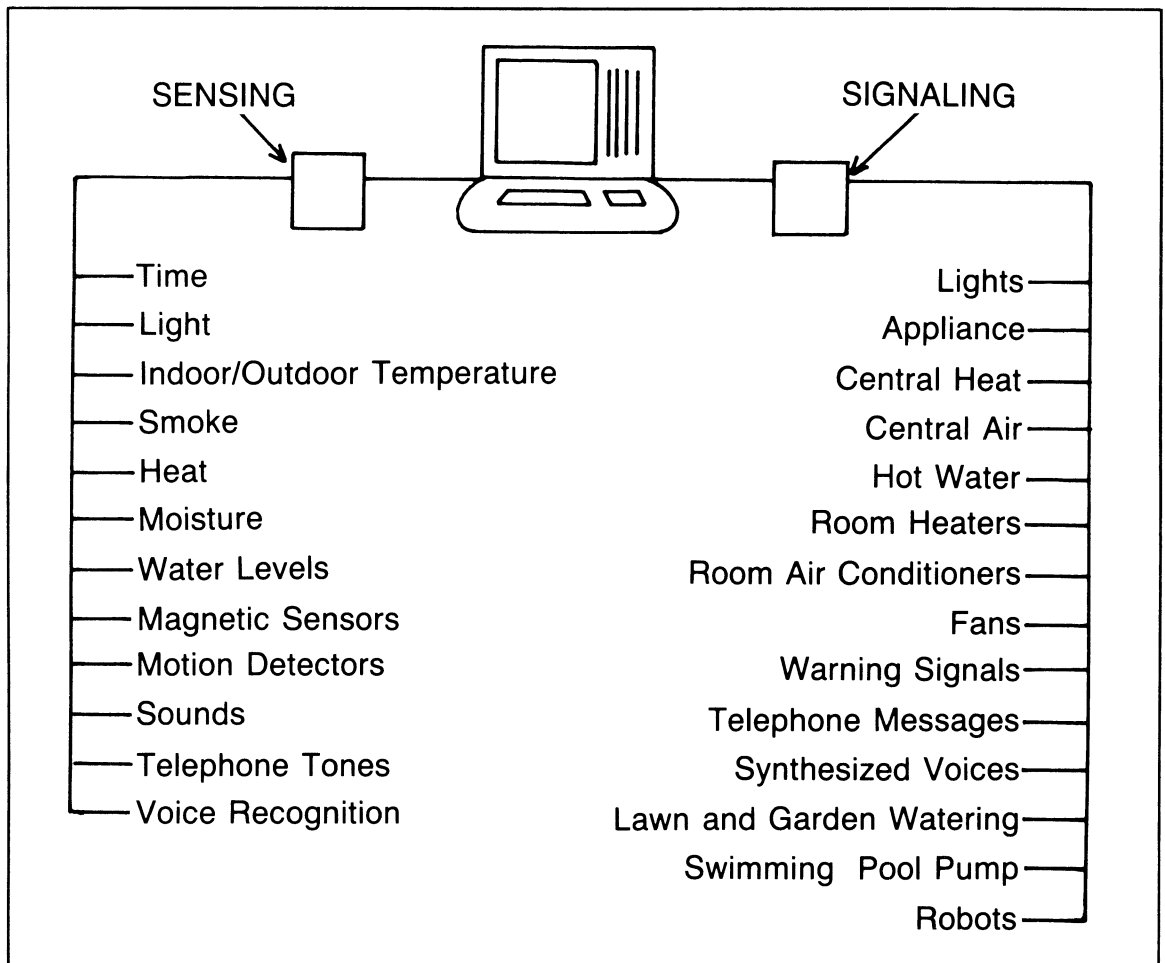 SENSING
SIGNALING
Time
Light
Indoor/Outdoor Temperature
Smoke
Heat
Moisture
Water Levels
Magnetic Sensors
Motion Detectors
Sounds
Telephone Tones
Voice Recognition
Lights
Appliance
Central Heat
Central Air
Hot Water
Room Heaters
Room Air Conditioners
Fans
Warning Signals
Telephone Messages
Synthesized Voices
Lawn and Garden Watering
Swimming Pool Pump
Robots